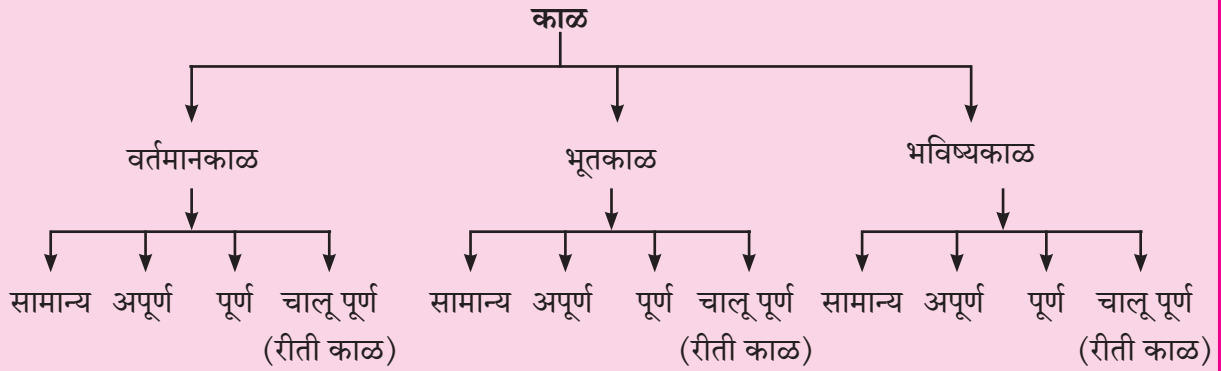 काळ
वर्तमानकाळ भूतकाळ भविष्यकाळ
सामान्य अपूर्ण पूर्ण चालू पूर्ण सामान्य अपूर्ण पूर्ण चालू पूर्ण सामान्य अपूर्ण पूर्ण चालू पूर्ण
(रीती काळ) (रीती काळ) (रीती काळ)